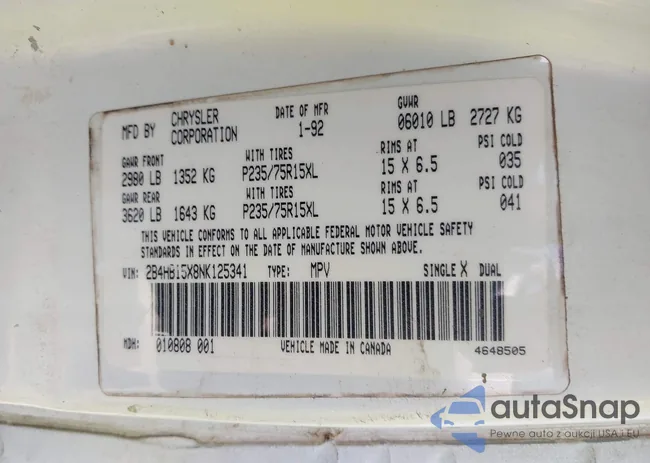 MFD BY CHRYSLER CORPORATION DATE OF MFR 1-92 GVWR 06010 LB 2727 KG
GAWR FRONT WITH TIRES RIMS AT PSI COLD
2980 LB 1352 KG P235/75R15XL 15 X 6.5 035
GAWR REAR WITH TIRES RIMS AT PSI COLD
3620 LB 1643 KG P235/75R15XL 15 X 6.5 041
THIS VEHICLE CONFORMS TO ALL APPLICABLE FEDERAL MOTOR VEHICLE SAFETY
STANDARDS IN EFFECT ON THE DATE OF MANUFACTURE SHOWN ABOVE.
VIN: 2B4HB15X8NK125341 TYPE: MPV SINGLE X DUAL
MDH: 010808 001 VEHICLE MADE IN CANADA 4648505
autoSnap
Pewne auto z aukcji USA i EU